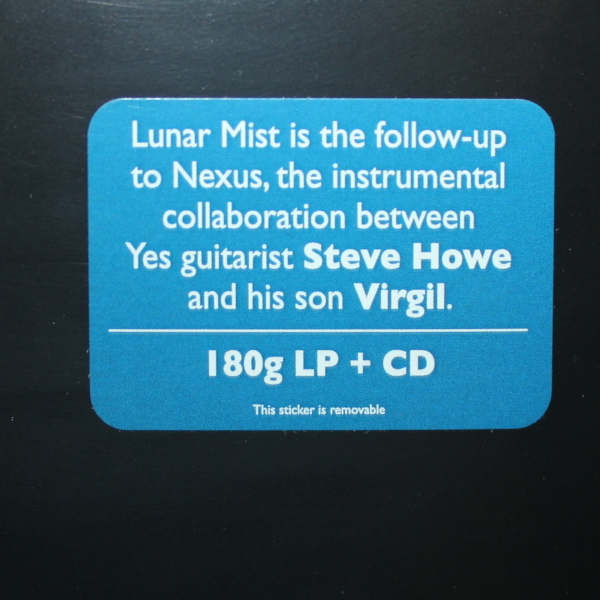 Lunar Mist is the follow-up
to Nexus, the instrumental
collaboration between
Yes guitarist Steve Howe
and his son Virgil.
180g LP + CD
This sticker is removable